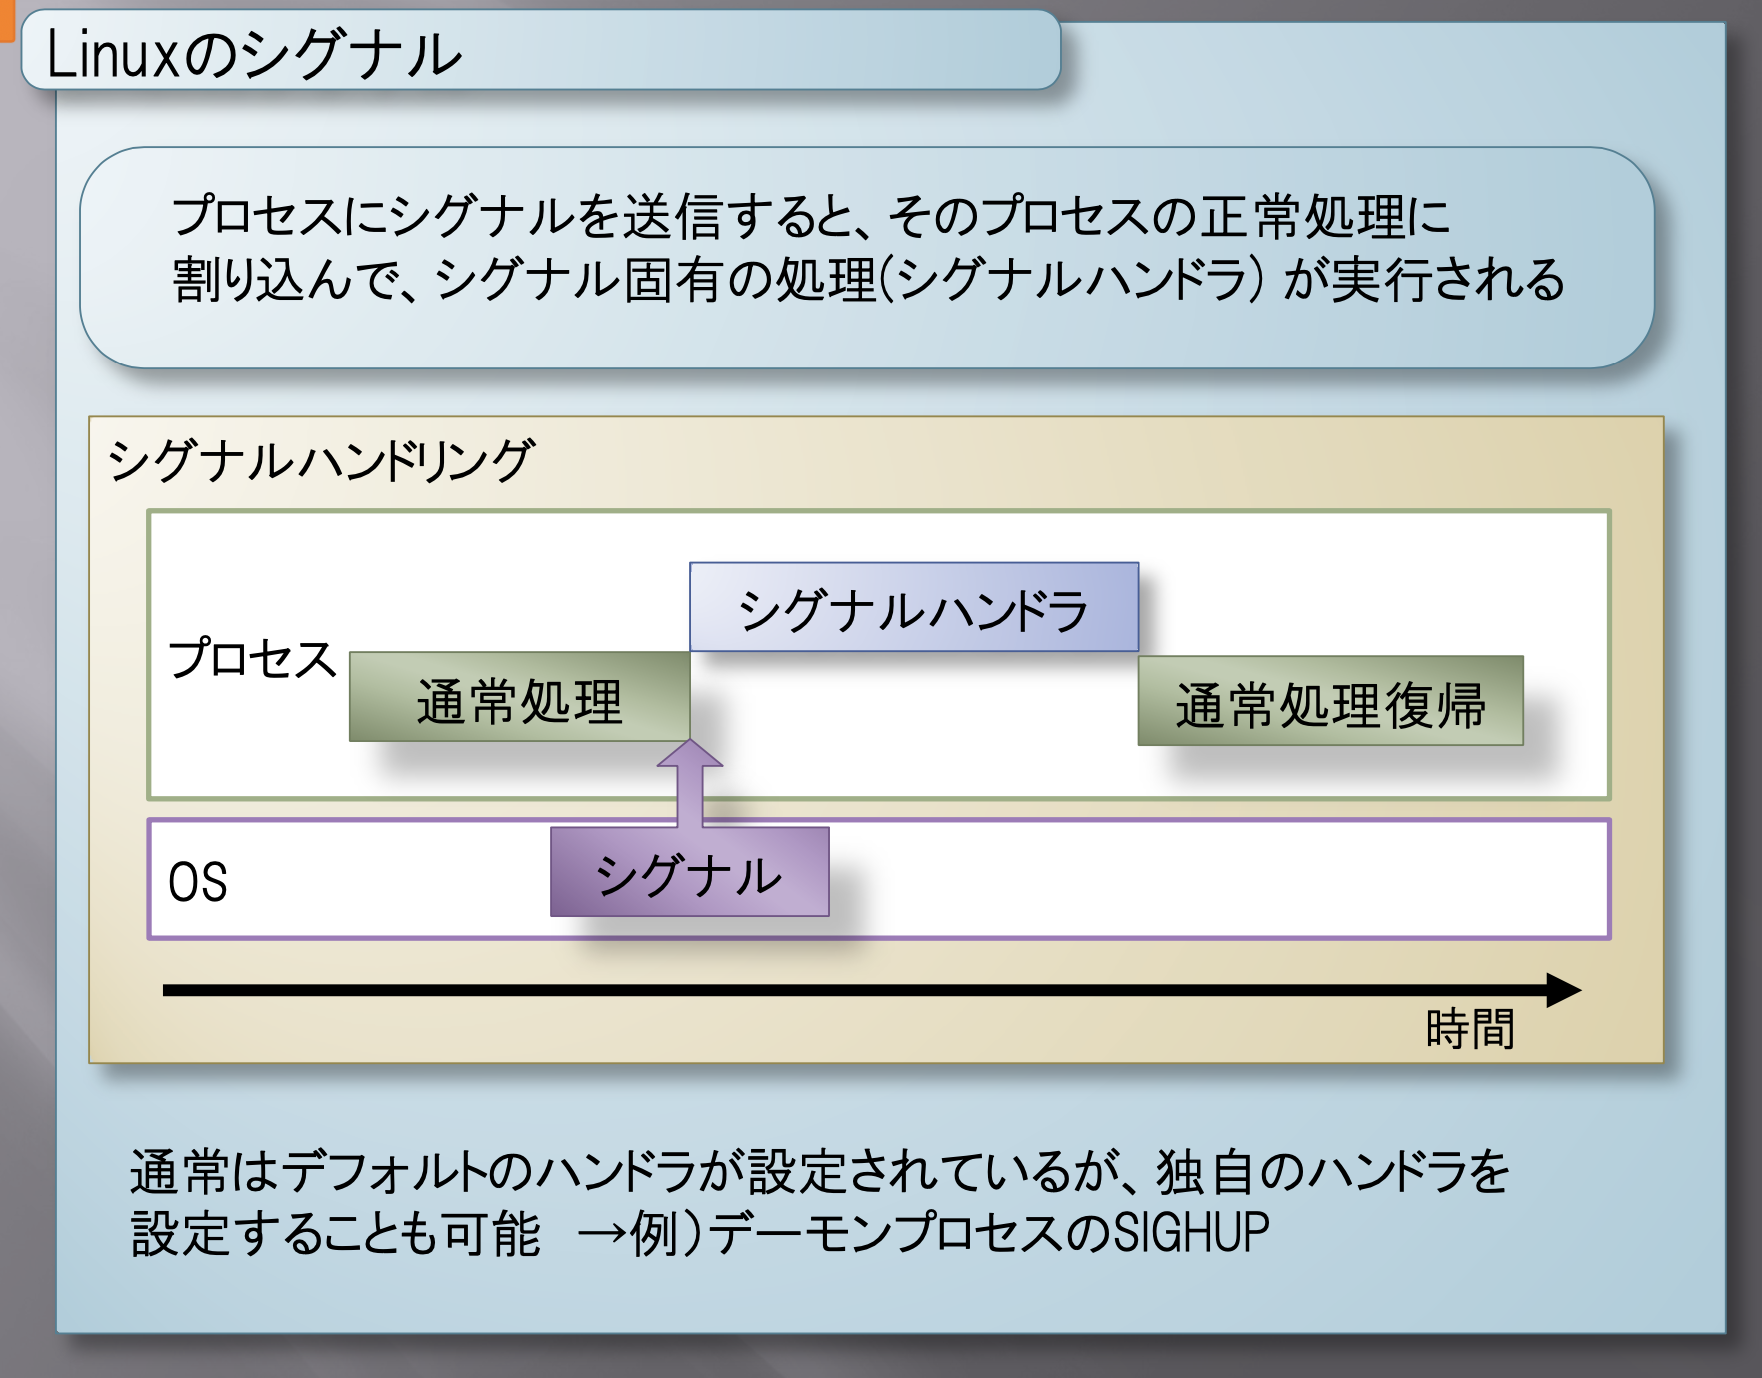 Linuxのシグナル
プロセスにシグナルを送信すると、そのプロセスの正常処理に
割り込んで、シグナル固有の処理(シグナルハンドラ) が実行される
シグナルハンドリング
シグナルハンドラ
プロセス
通常処理
通常処理復帰
OS
シグナル
時間
通常はデフォルトのハンドラが設定されているが、独自のハンドラを
設定することも可能　→例)デーモンプロセスのSIGHUP